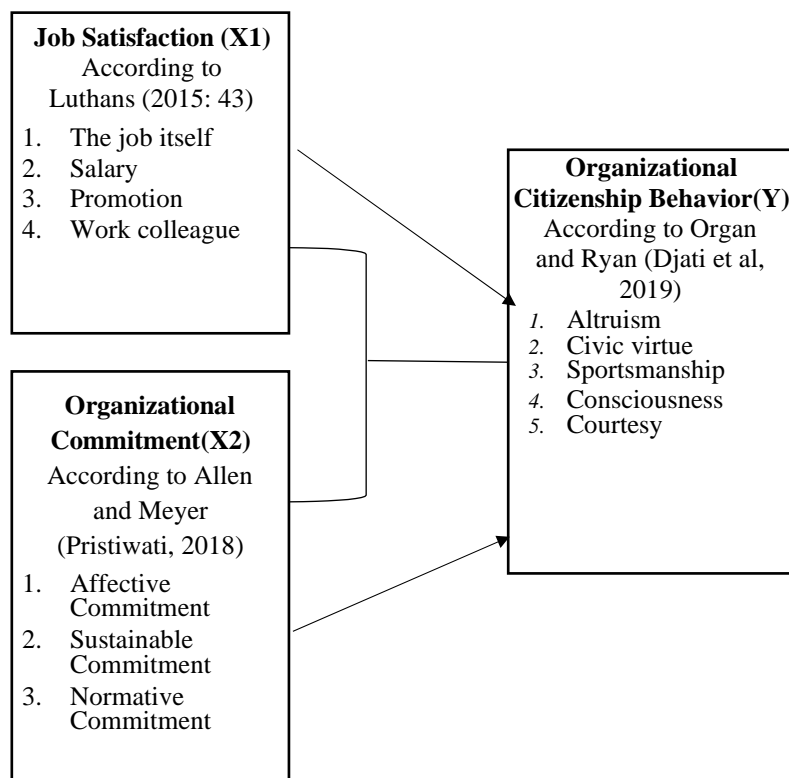 Job Satisfaction (X1)
According to
Luthans (2015: 43)
1. The job itself
2. Salary
3. Promotion
4. Work colleague
Organizational
Commitment(X2)
According to Allen
and Meyer
(Pristiwati, 2018)
1. Affective
Commitment
2. Sustainable
Commitment
3. Normative
Commitment
Organizational
Citizenship Behavior(Y)
According to Organ
and Ryan (Djati et al,
2019)
1. Altruism
2. Civic virtue
3. Sportsmanship
4. Consciousness
5. Courtesy